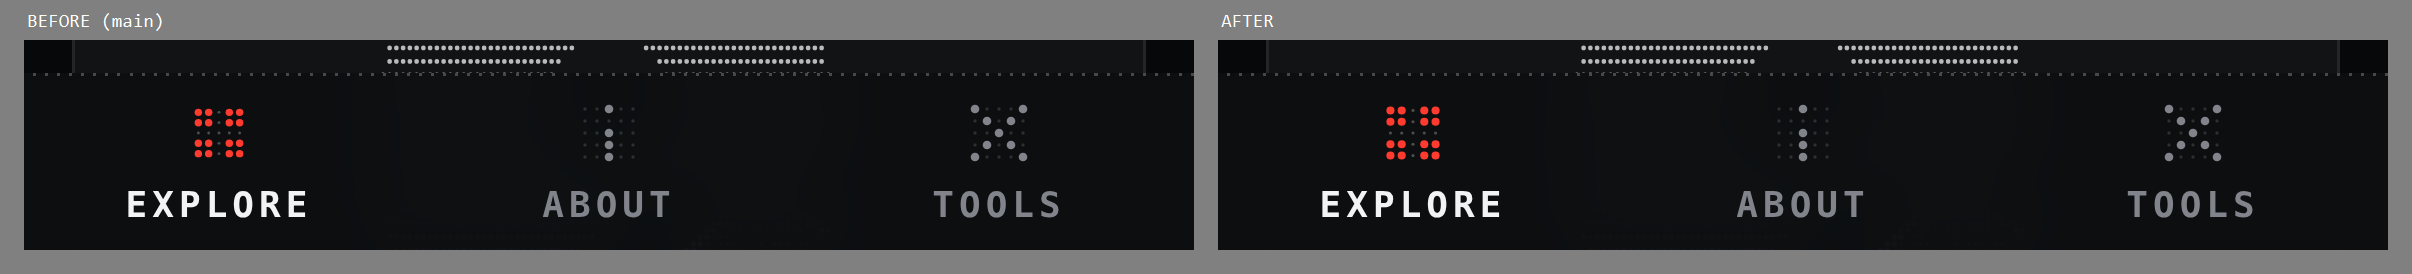 BEFORE (main)
AFTER
EXPLORE
ABOUT
TOOLS
EXPLORE
ABOUT
TOOLS